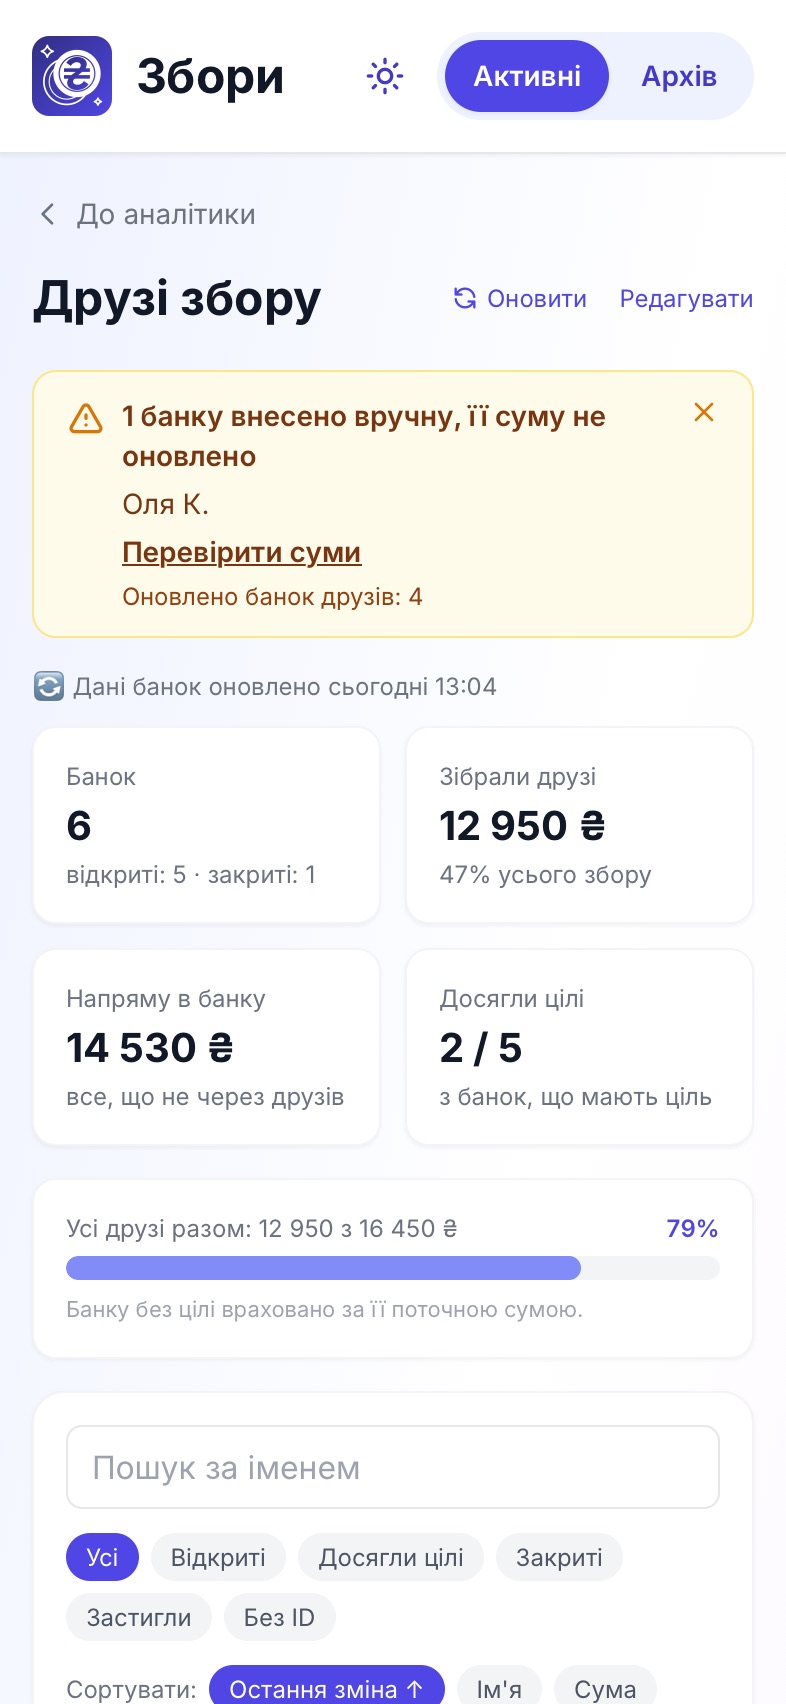 Збори
Активні
Архів
До аналітики
Друзі збору
Оновити
Редагувати
1 банку внесено вручну, її суму не
оновлено
Оля К.
Перевірити суми
Оновлено банок друзів: 4
Дані банок оновлено сьогодні 13:04
Банок
6
відкриті: 5 · закриті: 1
Зібрали друзі
12 950 ₴
47% усього збору
Напряму в банку
14 530 ₴
все, що не через друзів
Досягли цілі
2 / 5
з банок, що мають ціль
Усі друзі разом: 12 950 з 16 450 ₴
79%
Банку без цілі враховано за її поточною сумою.
Пошук за іменем
Усі
Відкриті
Досягли цілі
Закриті
Застигли
Без ID
Сортувати:
Остання зміна ↑
Ім'я
Сума